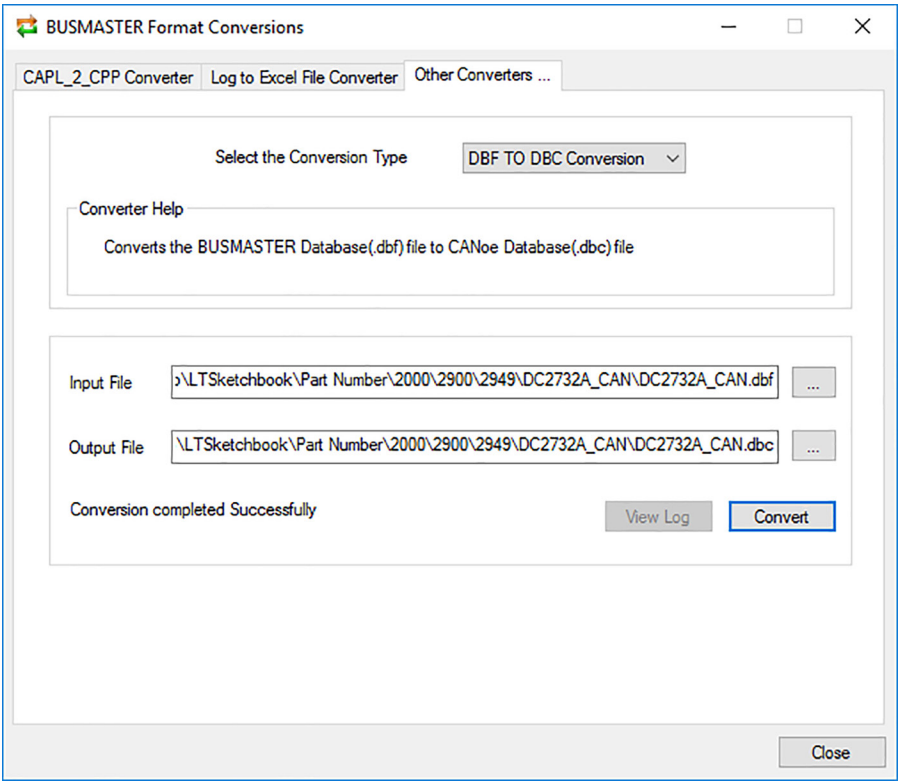 BUSMASTER Format Conversions
CAPL_2_CPP Converter
Log to Excel File Converter
Other Converters ...
Select the Conversion Type
DBF TO DBC Conversion
Converter Help
Converts the BUSMASTER Database(.dbf) file to CANoe Database(.dbc) file
Input File
\LTSketchbook\Part Number\2000\2900\2949\DC2732A_CAN\DC2732A_CAN.dbf
...
Output File
\LTSketchbook\Part Number\2000\2900\2949\DC2732A_CAN\DC2732A_CAN.dbc
...
Conversion completed Successfully
View Log
Convert
Close